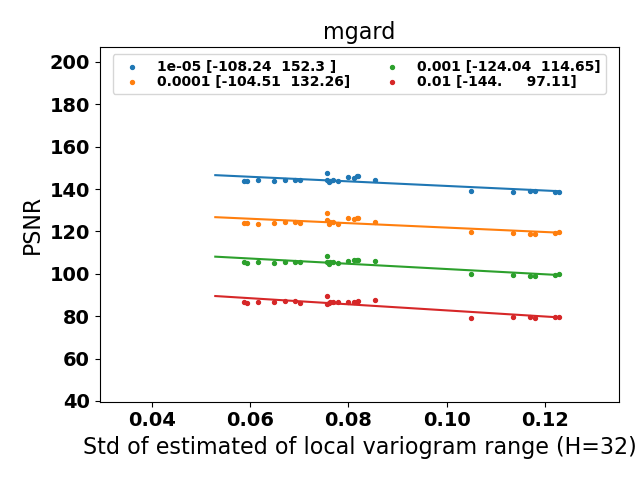 mgard
1e-05 [-108.24  152.3 ]
0.0001 [-104.51  132.26]
0.001 [-124.04  114.65]
0.01 [-144.      97.11]
PSNR
200
180
160
140
120
100
80
60
40
0.04 0.06 0.08 0.10 0.12
Std of estimated of local variogram range (H=32)